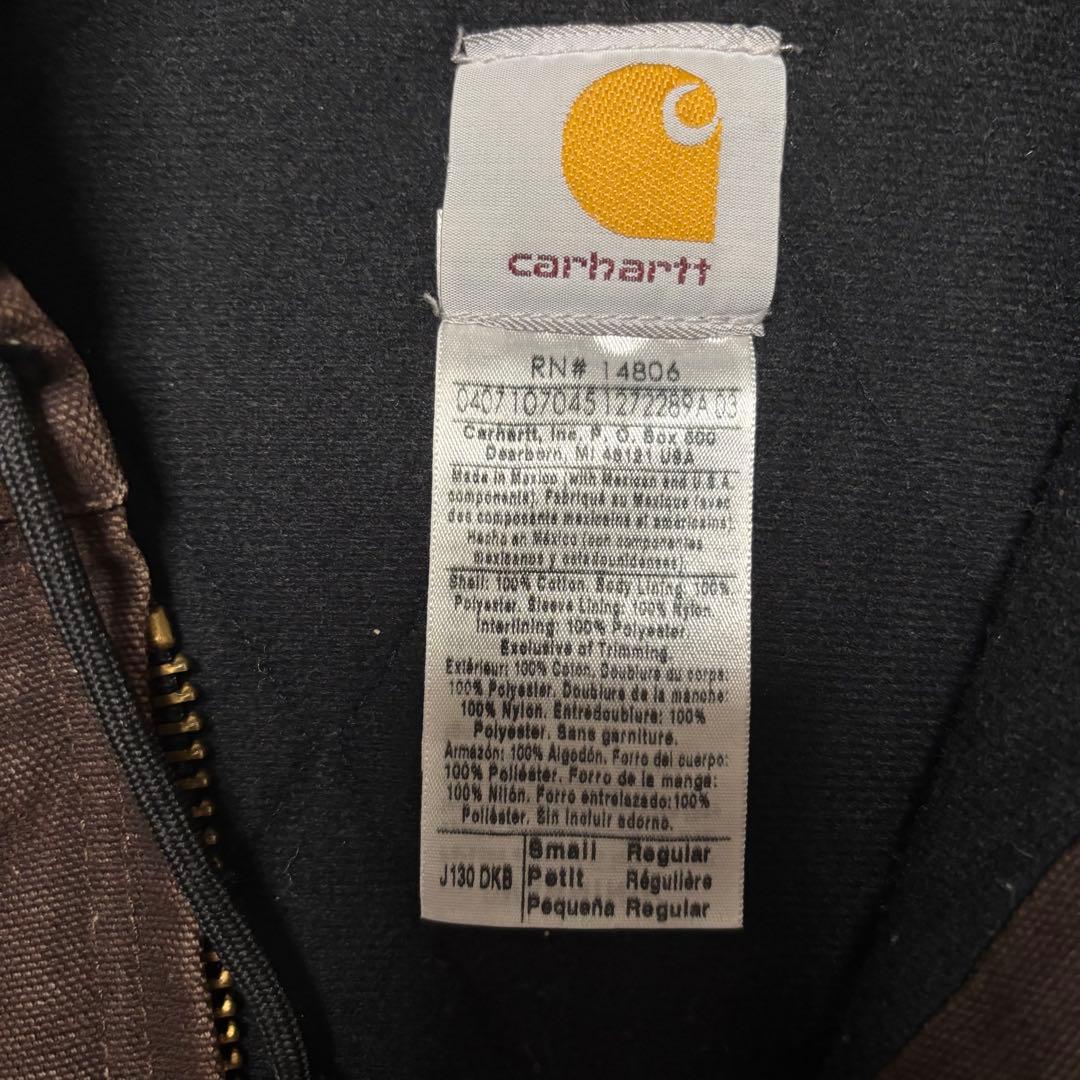 carhartt
RN# 14806
04071070451272289A 03
Carhartt, Inc. P. O. Box 600
Dearborn, MI 48121 USA
Made in Mexico (with Mexican and U.S.A
components). Fabriqué au Mexique (avec
des composants mexicains et americains).
Hecho en México (con componentes
mexicanos y estadounidenses).
Shell: 100% Cotton. Body Lining: 100%
Polyester. Sleeve Lining: 100% Nylon.
Interlining: 100% Polyester.
Exclusive of Trimming.
Extérieur: 100% Coton. Doublure du corps:
100% Polyester. Doublure de la manche:
100% Nylon. Entredoublure: 100%
Polyester. Sans garniture.
Armazón: 100% Algodón. Forro del cuerpo:
100% Poliéster. Forro de la manga:
100% Nilón. Forro entrelazado: 100%
Poliéster. Sin incluir adorno.
J130 DKB
Small Regular
Petit Régulière
Pequeña Regular